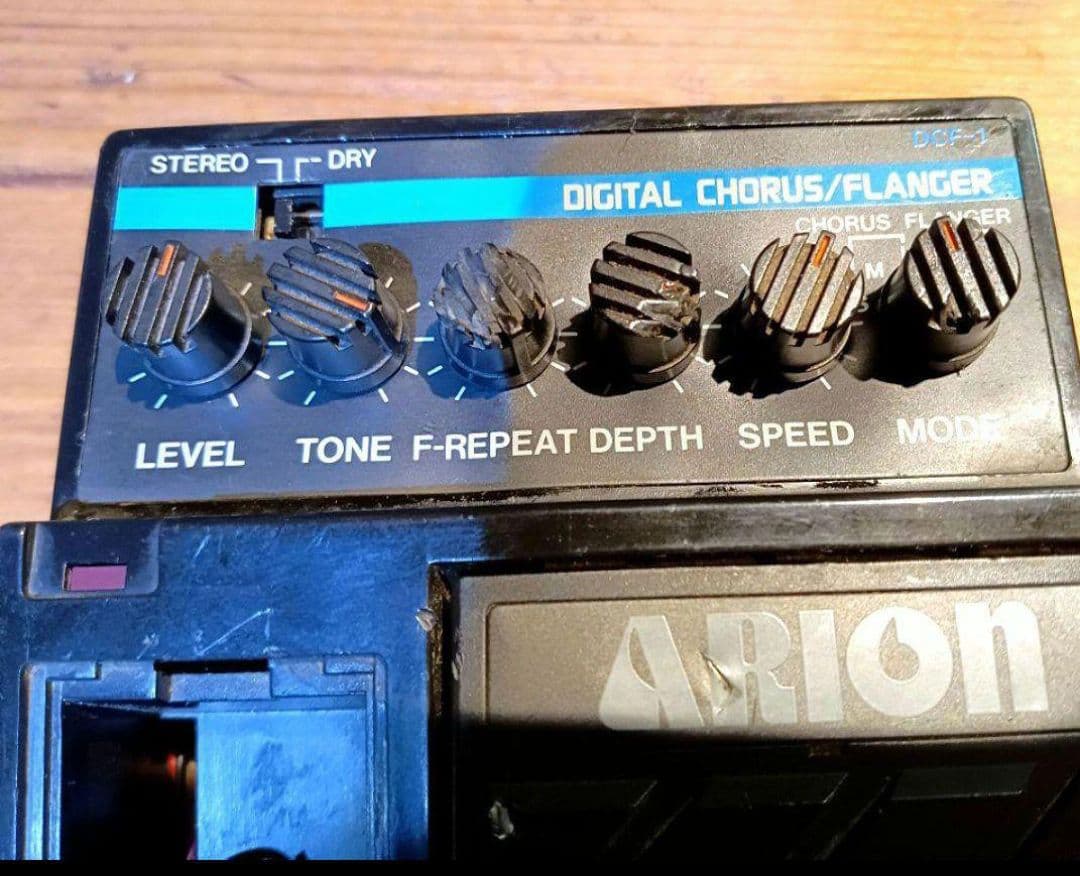 DCF-1
STEREO DRY
DIGITAL CHORUS/FLANGER
CHORUS FLANGER
M
LEVEL TONE F-REPEAT DEPTH SPEED MODE
ARION